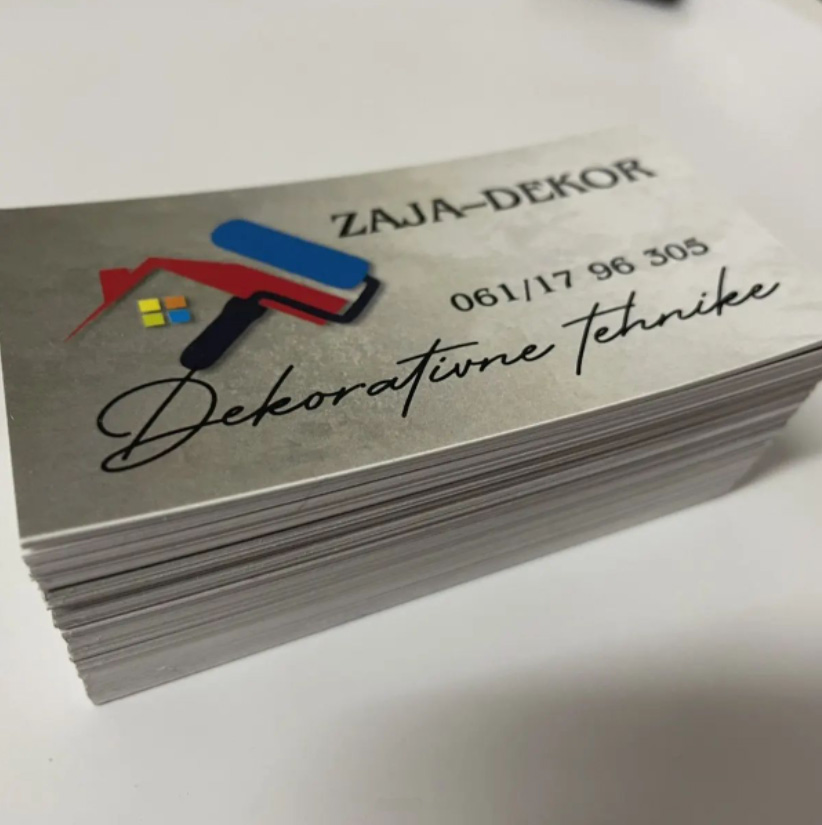 ZAJA-DEKOR
061/17 96 305
Dekorativne tehnike